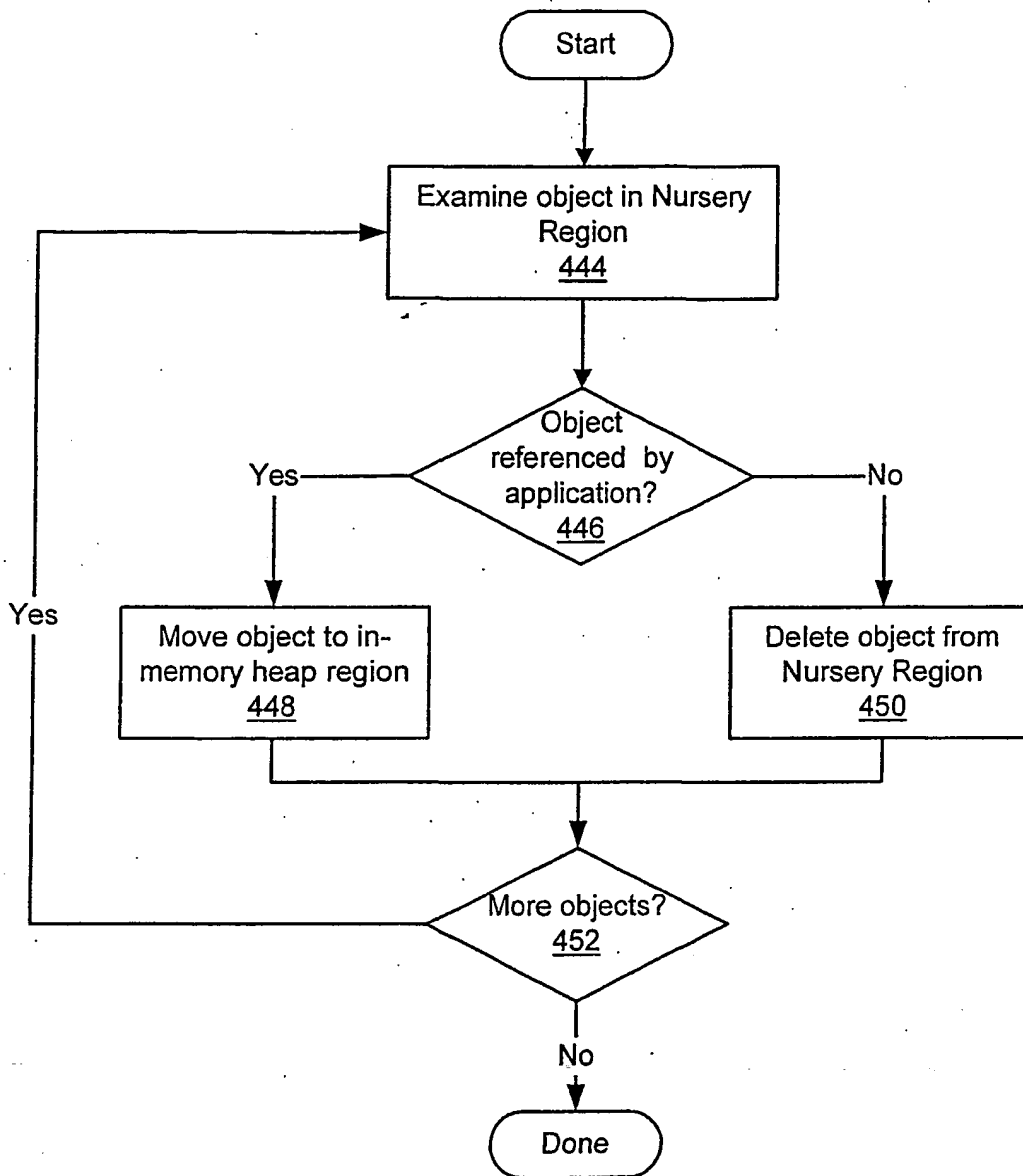 Start
Examine object in Nursery
Region
444
Object
referenced by
application?
446
Yes
No
Yes
Move object to in-
memory heap region
448
Delete object from
Nursery Region
450
More objects?
452
No
Done